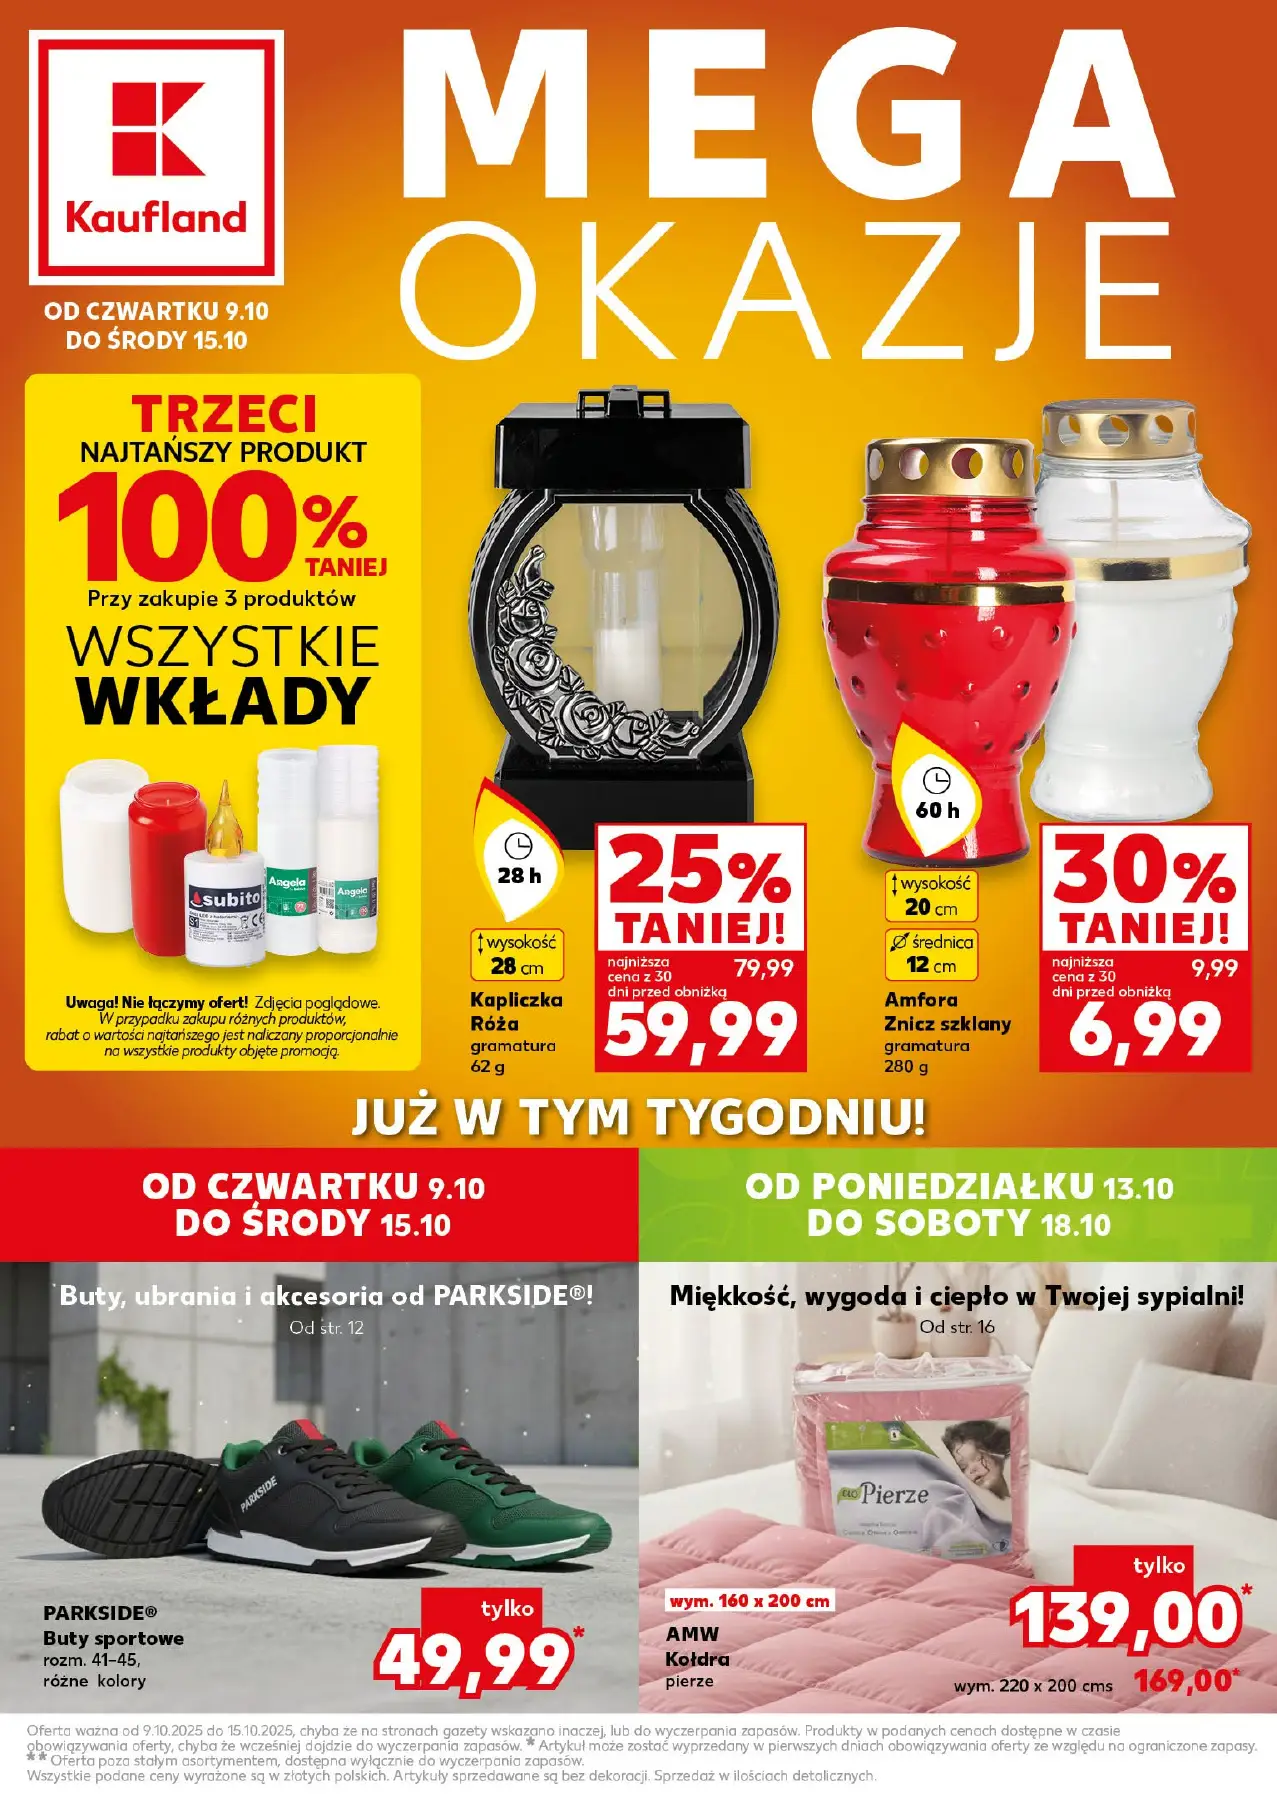 Kaufland
OD CZWARTKU 9.10
DO ŚRODY 15.10
MEGA
OKAZJE
TRZECI
NAJTAŃSZY PRODUKT
100%
TANIEJ
Przy zakupie 3 produktów
WSZYSTKIE
WKŁADY
subito
Angela
Angela
Uwaga! Nie łączymy ofert! Zdjęcia poglądowe.
W przypadku zakupu różnych produktów,
rabat o wartości najtańszego jest naliczany proporcjonalnie
na wszystkie produkty objęte promocją.
28 h
wysokość
28 cm
Kapliczka
Róża
gramatura
62 g
25%
TANIEJ!
najniższa
cena z 30
dni przed obniżką
79,99
59,99
60 h
wysokość
20 cm
średnica
12 cm
Amfora
Znicz szklany
gramatura
280 g
30%
TANIEJ!
najniższa
cena z 30
dni przed obniżką
9,99
6,99
JUŻ W TYM TYGODNIU!
OD CZWARTKU 9.10
DO ŚRODY 15.10
Buty, ubrania i akcesoria od PARKSIDE®!
Od str. 12
PARKSIDE
PARKSIDE®
Buty sportowe
rozm. 41–45,
różne kolory
tylko
49,99*
OD PONIEDZIAŁKU 13.10
DO SOBOTY 18.10
Miękkość, wygoda i ciepło w Twojej sypialni!
Od str. 16
Pierze
wym. 160 x 200 cm
AMW
Kołdra
pierze
tylko
139,00*
wym. 220 x 200 cms 169,00*
Oferta ważna od 9.10.2025 do 15.10.2025, chyba że na stronach gazety wskazano inaczej, lub do wyczerpania zapasów. Produkty w podanych cenach dostępne w czasie
obowiązywania oferty, chyba że wcześniej dojdzie do wyczerpania zapasów. * Artykuł może zostać wyprzedany w pierwszych dniach obowiązywania oferty ze względu na ograniczone zapasy.
** Oferta poza stałym asortymentem, dostępna wyłącznie do wyczerpania zapasów.
Wszystkie podane ceny wyrażone są w złotych polskich. Artykuły sprzedawane są bez dekoracji. Sprzedaż w ilościach detalicznych.